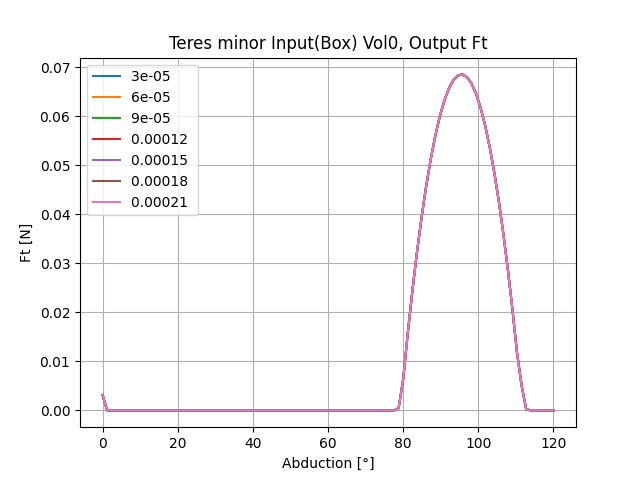 Teres minor Input(Box) Vol0, Output Ft
3e-05
6e-05
9e-05
0.00012
0.00015
0.00018
0.00021
Ft [N]
0.07
0.06
0.05
0.04
0.03
0.02
0.01
0.00
0 20 40 60 80 100 120
Abduction [°]